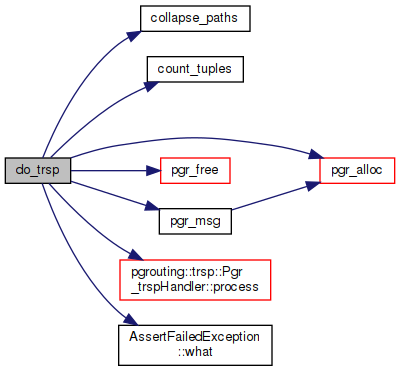 collapse_paths
count_tuples
do_trsp
pgr_free
pgr_alloc
pgr_msg
pgrouting::trsp::Pgr
_trspHandler::process
AssertFailedException
::what